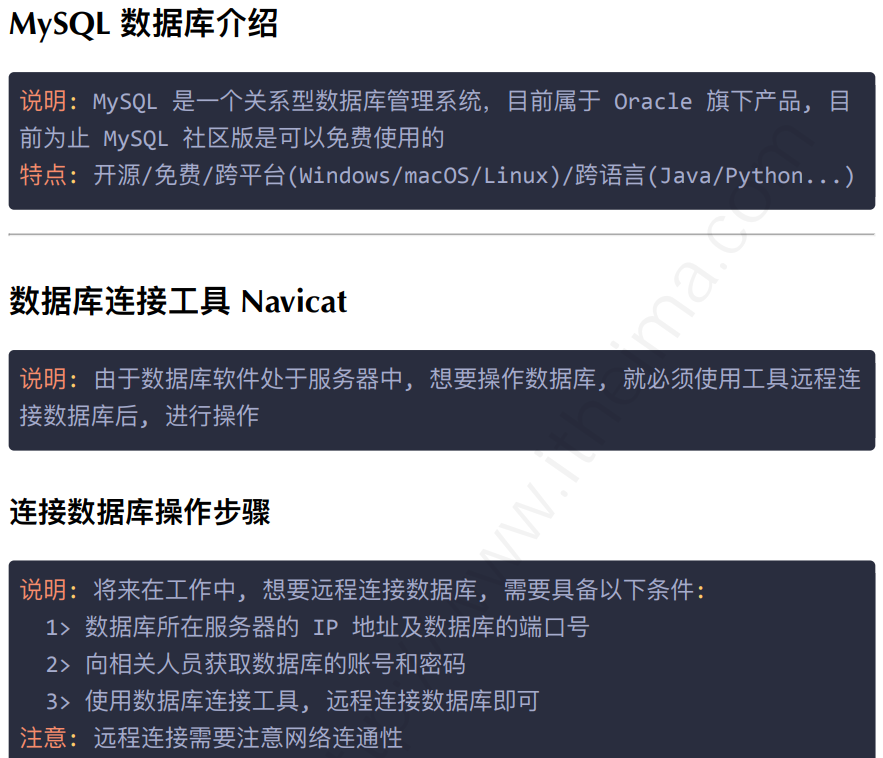 MySQL 数据库介绍
说明: MySQL 是一个关系型数据库管理系统, 目前属于 Oracle 旗下产品, 目
前为止 MySQL 社区版是可以免费使用的
特点: 开源/免费/跨平台(Windows/macOS/Linux)/跨语言(Java/Python...)
数据库连接工具 Navicat
说明: 由于数据库软件处于服务器中, 想要操作数据库, 就必须使用工具远程连
接数据库后, 进行操作
连接数据库操作步骤
说明: 将来在工作中, 想要远程连接数据库, 需要具备以下条件:
1> 数据库所在服务器的 IP 地址及数据库的端口号
2> 向相关人员获取数据库的账号和密码
3> 使用数据库连接工具, 远程连接数据库即可
注意: 远程连接需要注意网络连通性
www.itheima.com